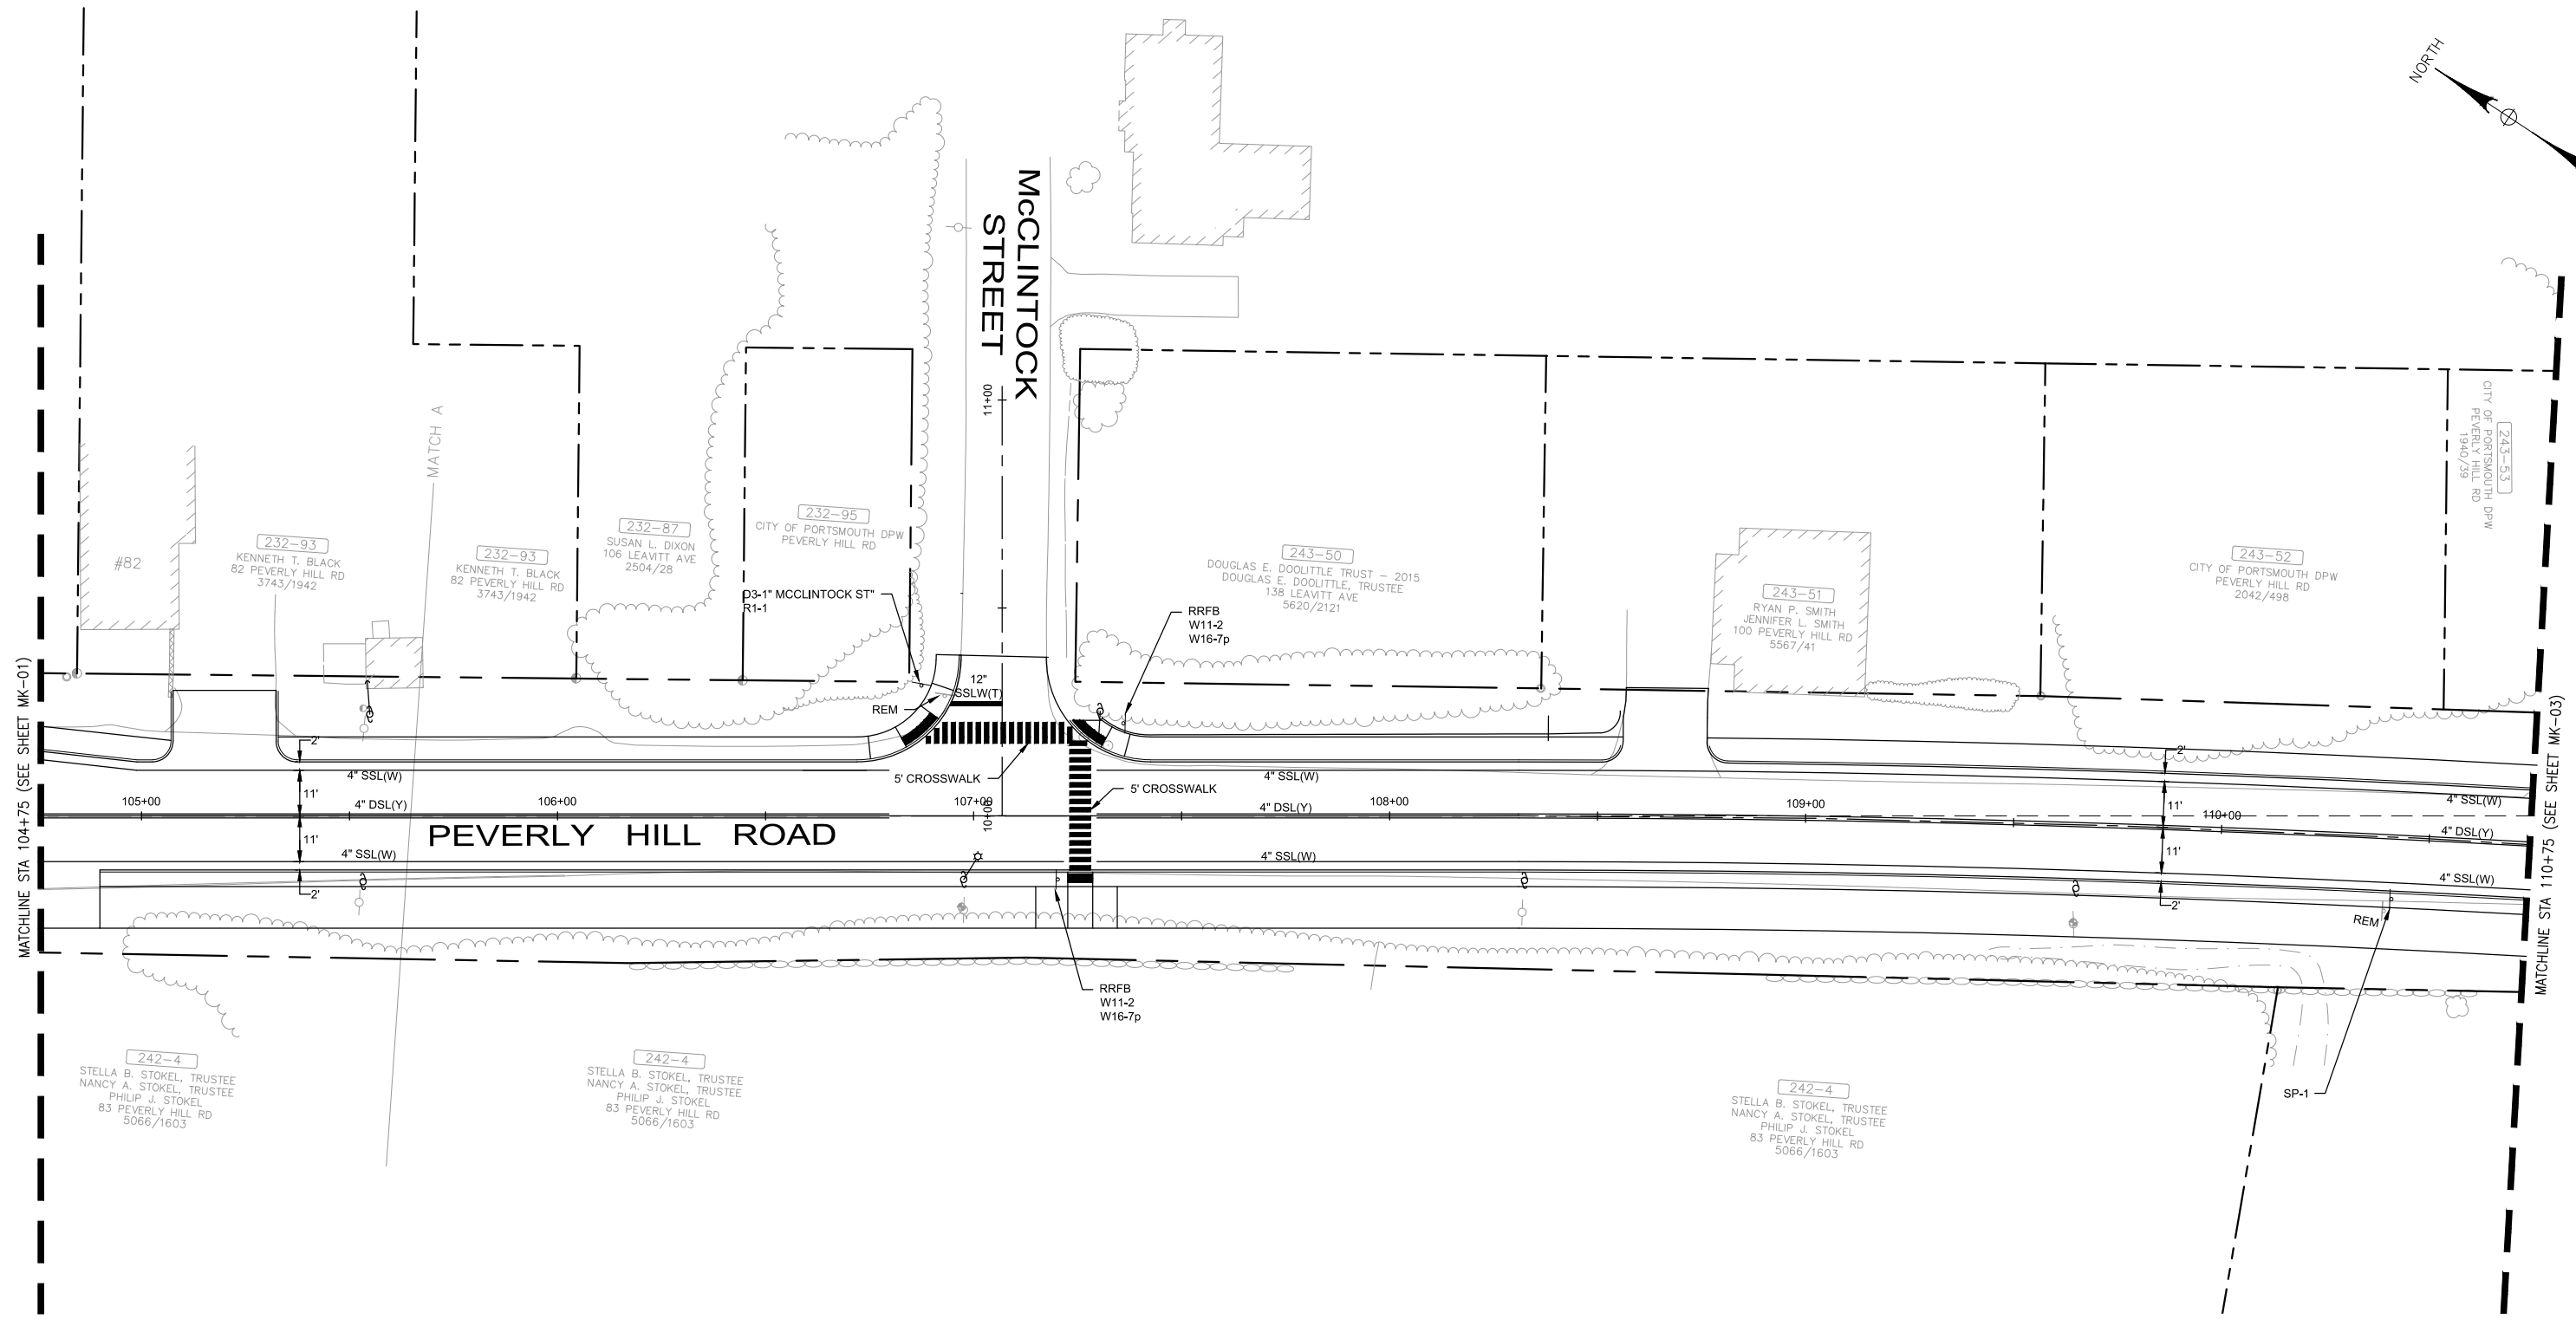 NORTH
McCLINTOCK
STREET
11+00
MATCH A
243-53
CITY OF PORTSMOUTH DPW
PEVERLY HILL RD
1940/39
#82
232-93
KENNETH T. BLACK
82 PEVERLY HILL RD
3743/1942
232-93
KENNETH T. BLACK
82 PEVERLY HILL RD
3743/1942
232-87
SUSAN L. DIXON
106 LEAVITT AVE
2504/28
232-95
CITY OF PORTSMOUTH DPW
PEVERLY HILL RD
243-50
DOUGLAS E. DOOLITTLE TRUST - 2015
DOUGLAS E. DOOLITTLE, TRUSTEE
138 LEAVITT AVE
5620/2121
243-51
RYAN P. SMITH
JENNIFER L. SMITH
100 PEVERLY HILL RD
5567/41
243-52
CITY OF PORTSMOUTH DPW
PEVERLY HILL RD
2042/498
D3-1" MCCLINTOCK ST"
R1-1
RRFB
W11-2
W16-7p
12"
SSLW(T)
REM
MATCHLINE STA 104+75 (SEE SHEET MK-01)
MATCHLINE STA 110+75 (SEE SHEET MK-03)
2'
2'
4" SSL(W)
5' CROSSWALK
4" SSL(W)
5' CROSSWALK
11'
11'
4" SSL(W)
105+00
106+00
4" DSL(Y)
107+00
10+00
4" DSL(Y)
108+00
109+00
110+00
4" DSL(Y)
PEVERLY HILL ROAD
11'
11'
4" SSL(W)
4" SSL(W)
4" SSL(W)
2'
2'
REM
RRFB
W11-2
W16-7p
SP-1
242-4
STELLA B. STOKEL, TRUSTEE
NANCY A. STOKEL, TRUSTEE
PHILIP J. STOKEL
83 PEVERLY HILL RD
5066/1603
242-4
STELLA B. STOKEL, TRUSTEE
NANCY A. STOKEL, TRUSTEE
PHILIP J. STOKEL
83 PEVERLY HILL RD
5066/1603
242-4
STELLA B. STOKEL, TRUSTEE
NANCY A. STOKEL, TRUSTEE
PHILIP J. STOKEL
83 PEVERLY HILL RD
5066/1603